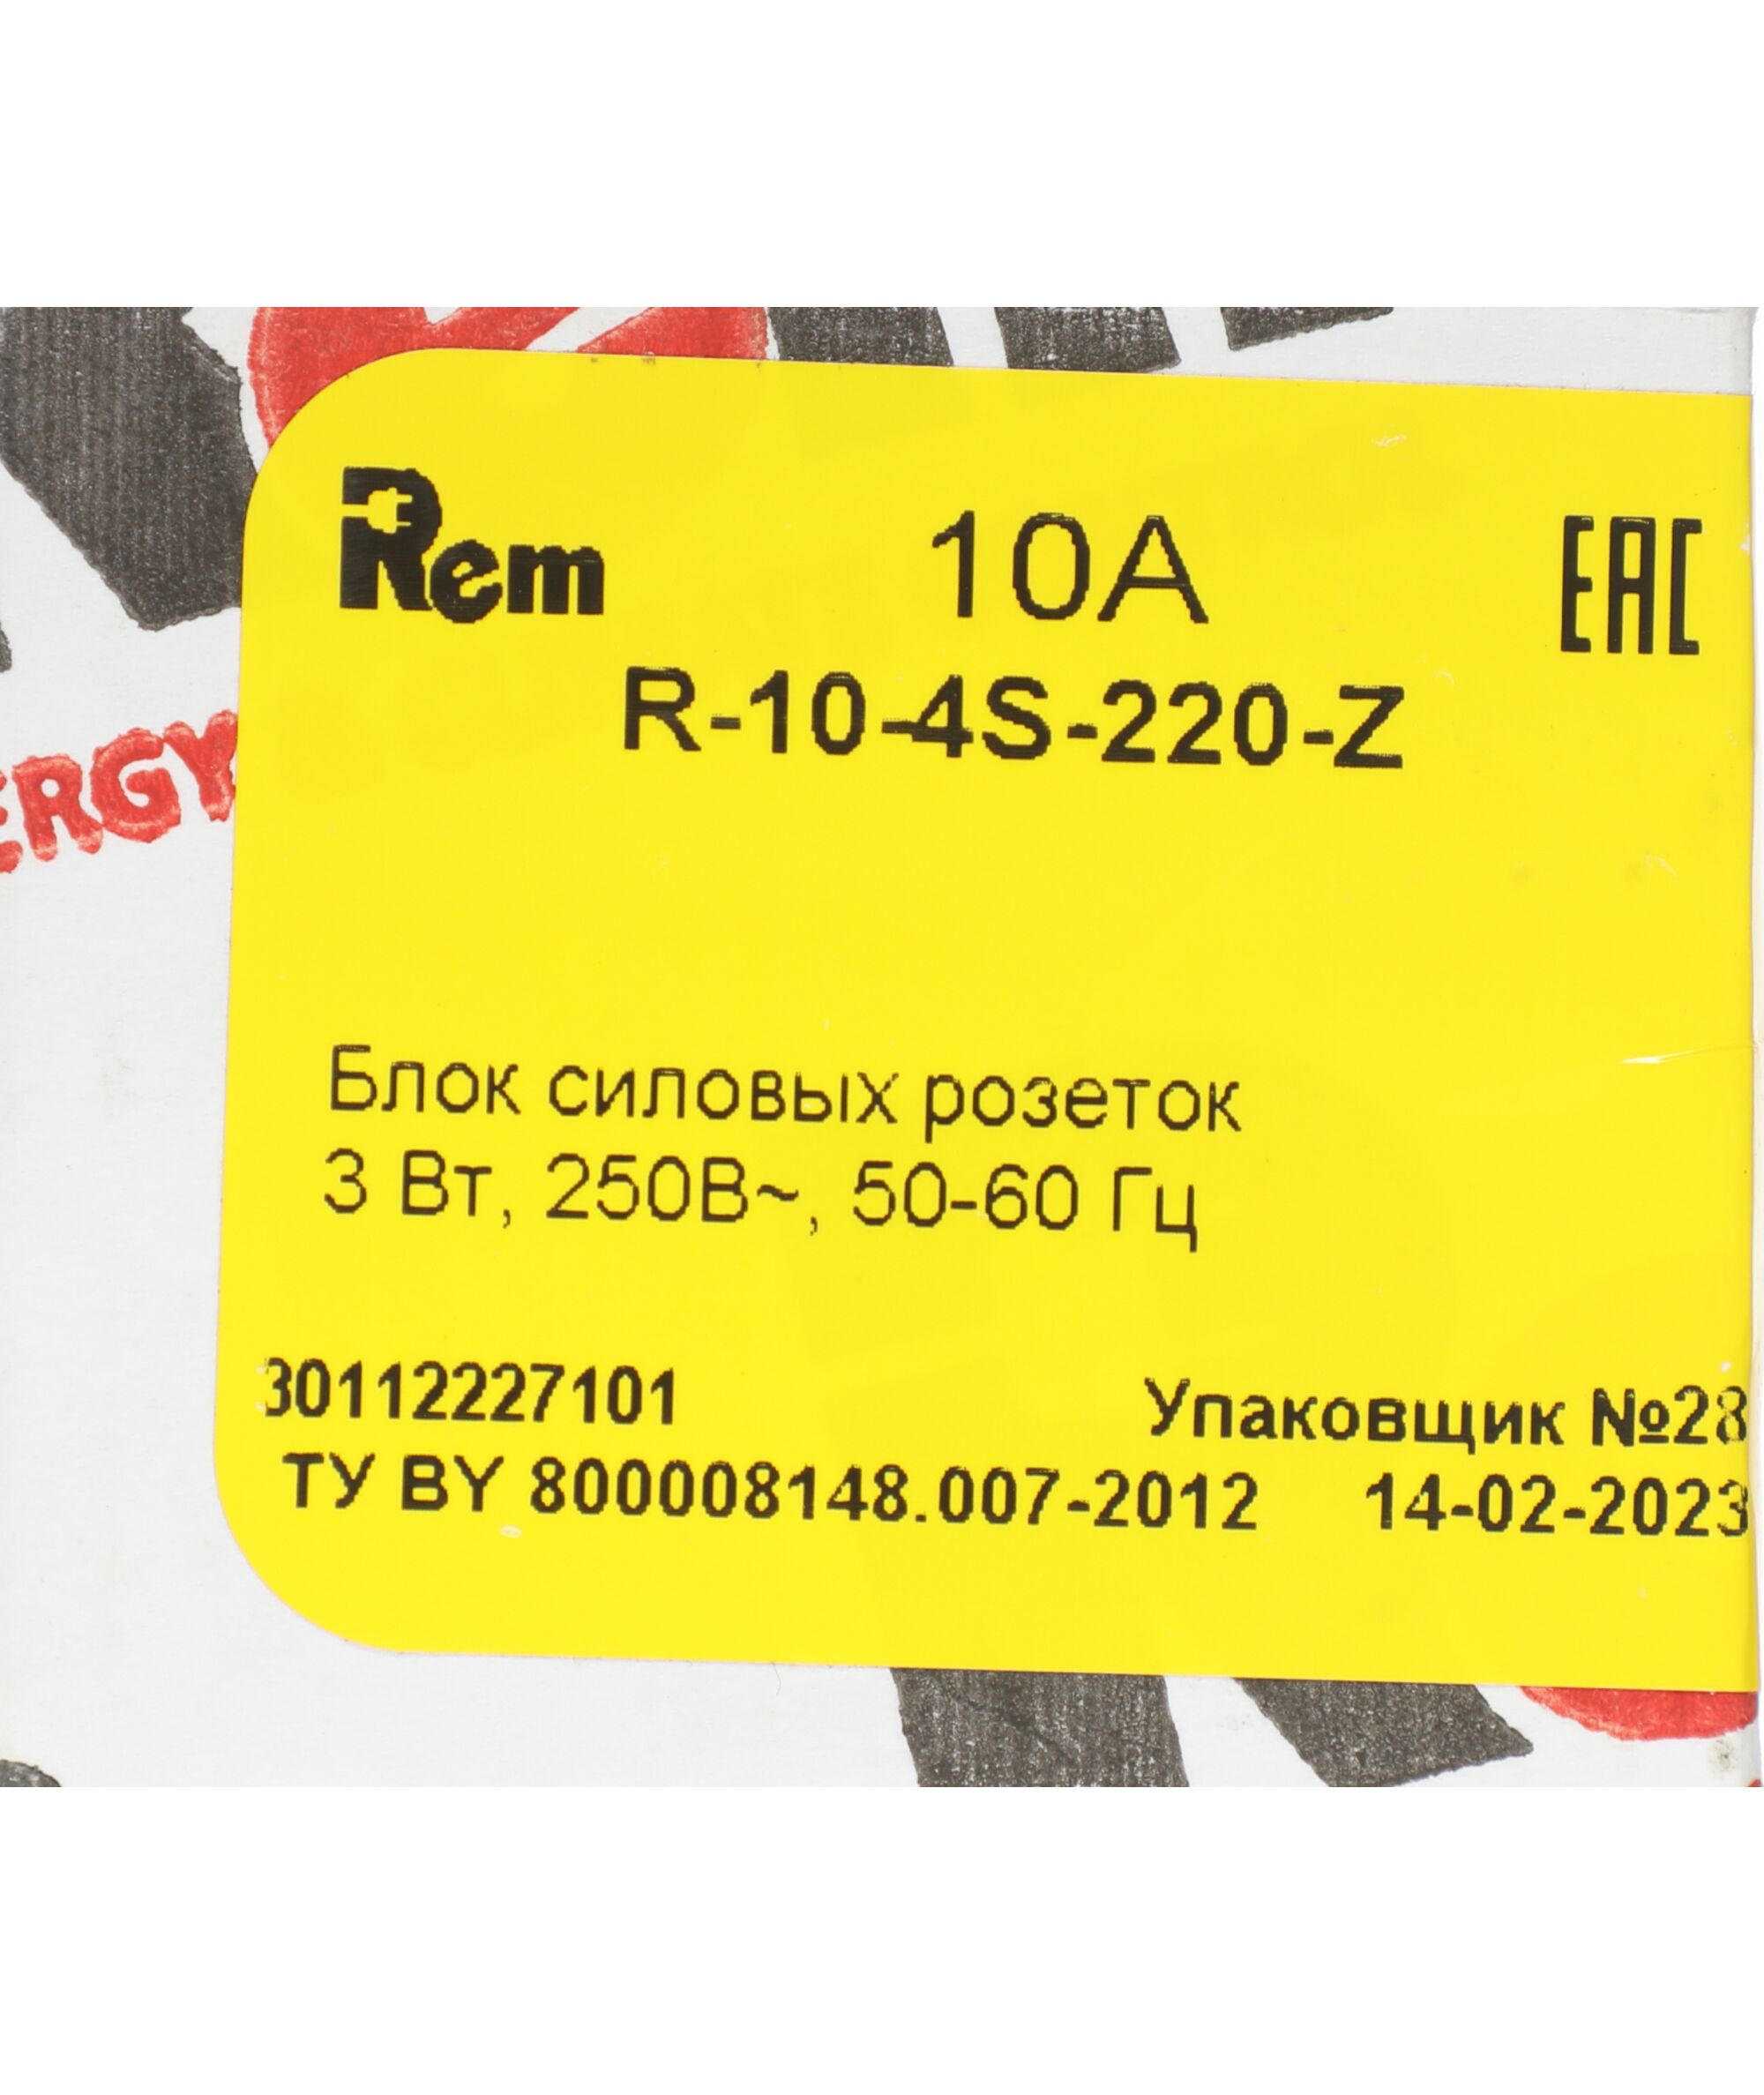 Rem 10А EAC
R-10-4S-220-Z
ERGY
Блок силовых розеток
3 Вт, 250В~, 50-60 Гц
30112227101 Упаковщик №28
ТУ BY 800008148.007-2012 14-02-2023